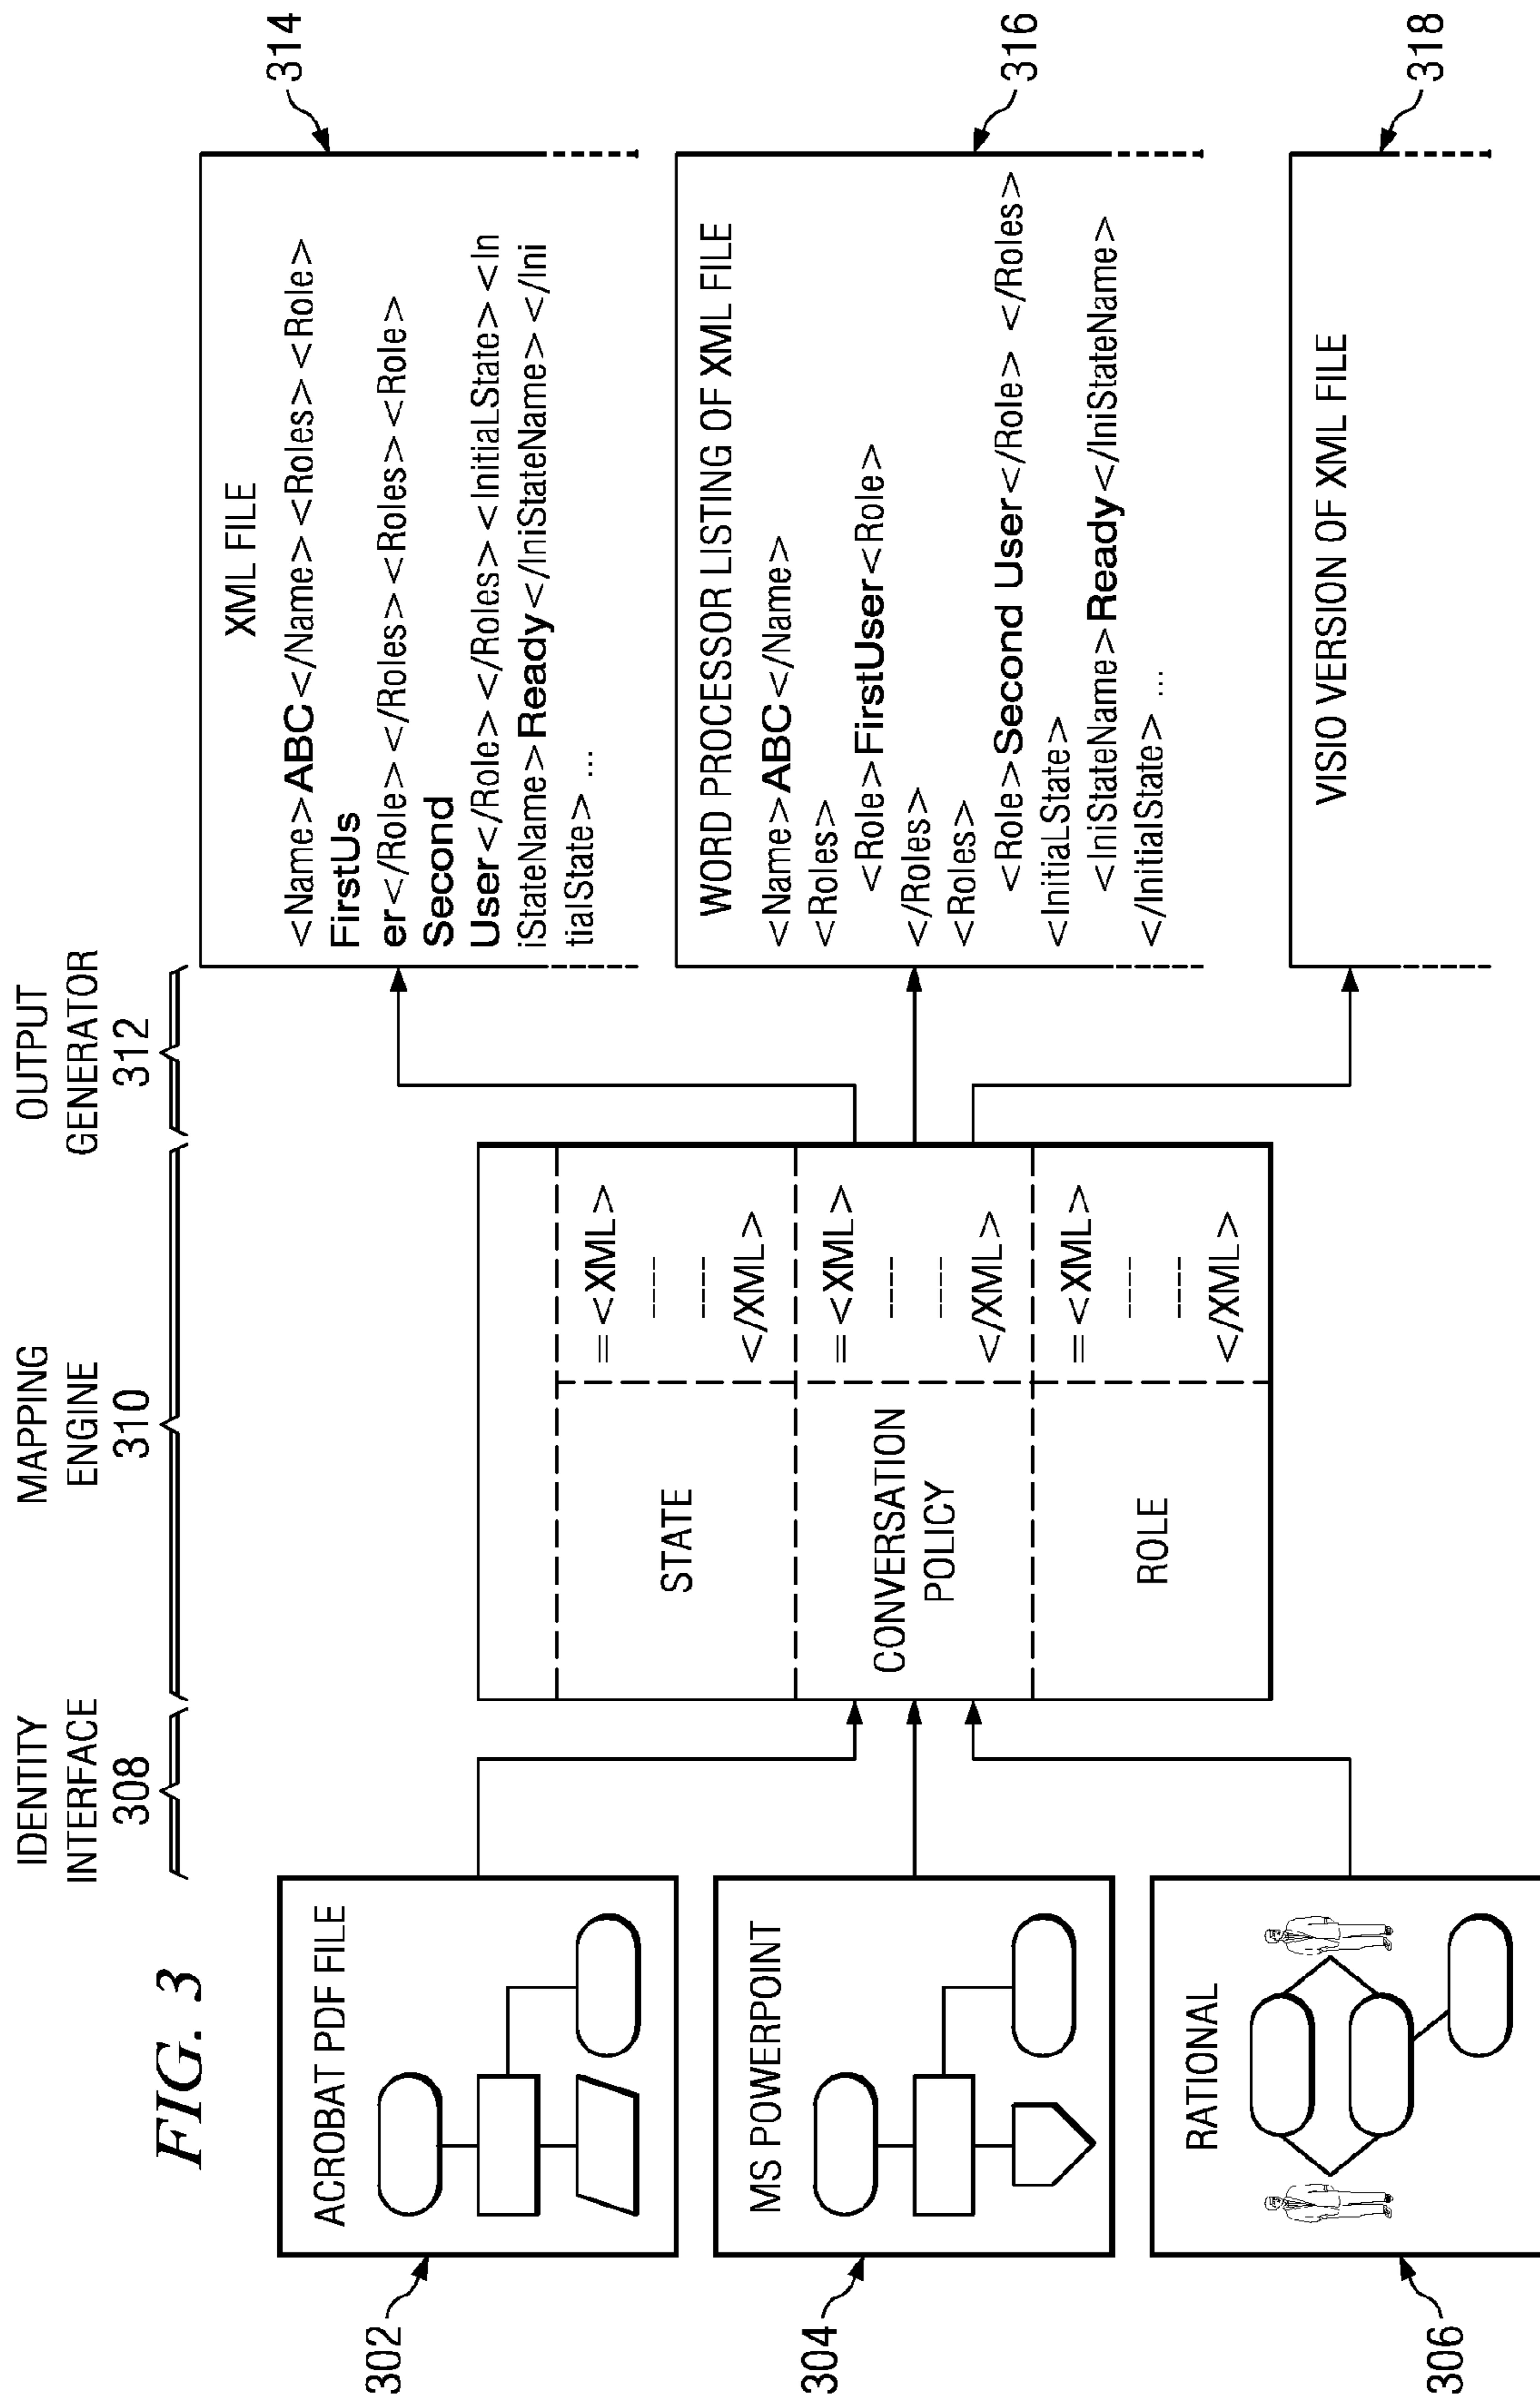 FIG. 3
IDENTITY
INTERFACE
308
MAPPING
ENGINE
310
OUTPUT
GENERATOR
312
302
ACROBAT PDF FILE
304
MS POWERPOINT
306
RATIONAL
STATE
=<XML>
-----
----
</XML>
CONVERSATION
POLICY
=<XML>
-----
----
</XML>
ROLE
=<XML>
-----
----
</XML>
314
XML FILE
<Name>ABC</Name><Roles><Role>
FirstUs
er</Role></Roles><Roles><Role>
Second
User</Role></Roles><InitiaLState><In
iStateName>Ready</IniStateName></Ini
tialState> ...
316
WORD PROCESSOR LISTING OF XML FILE
<Name>ABC</Name>
<Roles>
<Role>FirstUser<Role>
</Roles>
<Roles>
<Role>Second User</Role> </Roles>
<InitiaLState>
<IniStateName>Ready</IniStateName>
</InitialState> ...
318
VISIO VERSION OF XML FILE